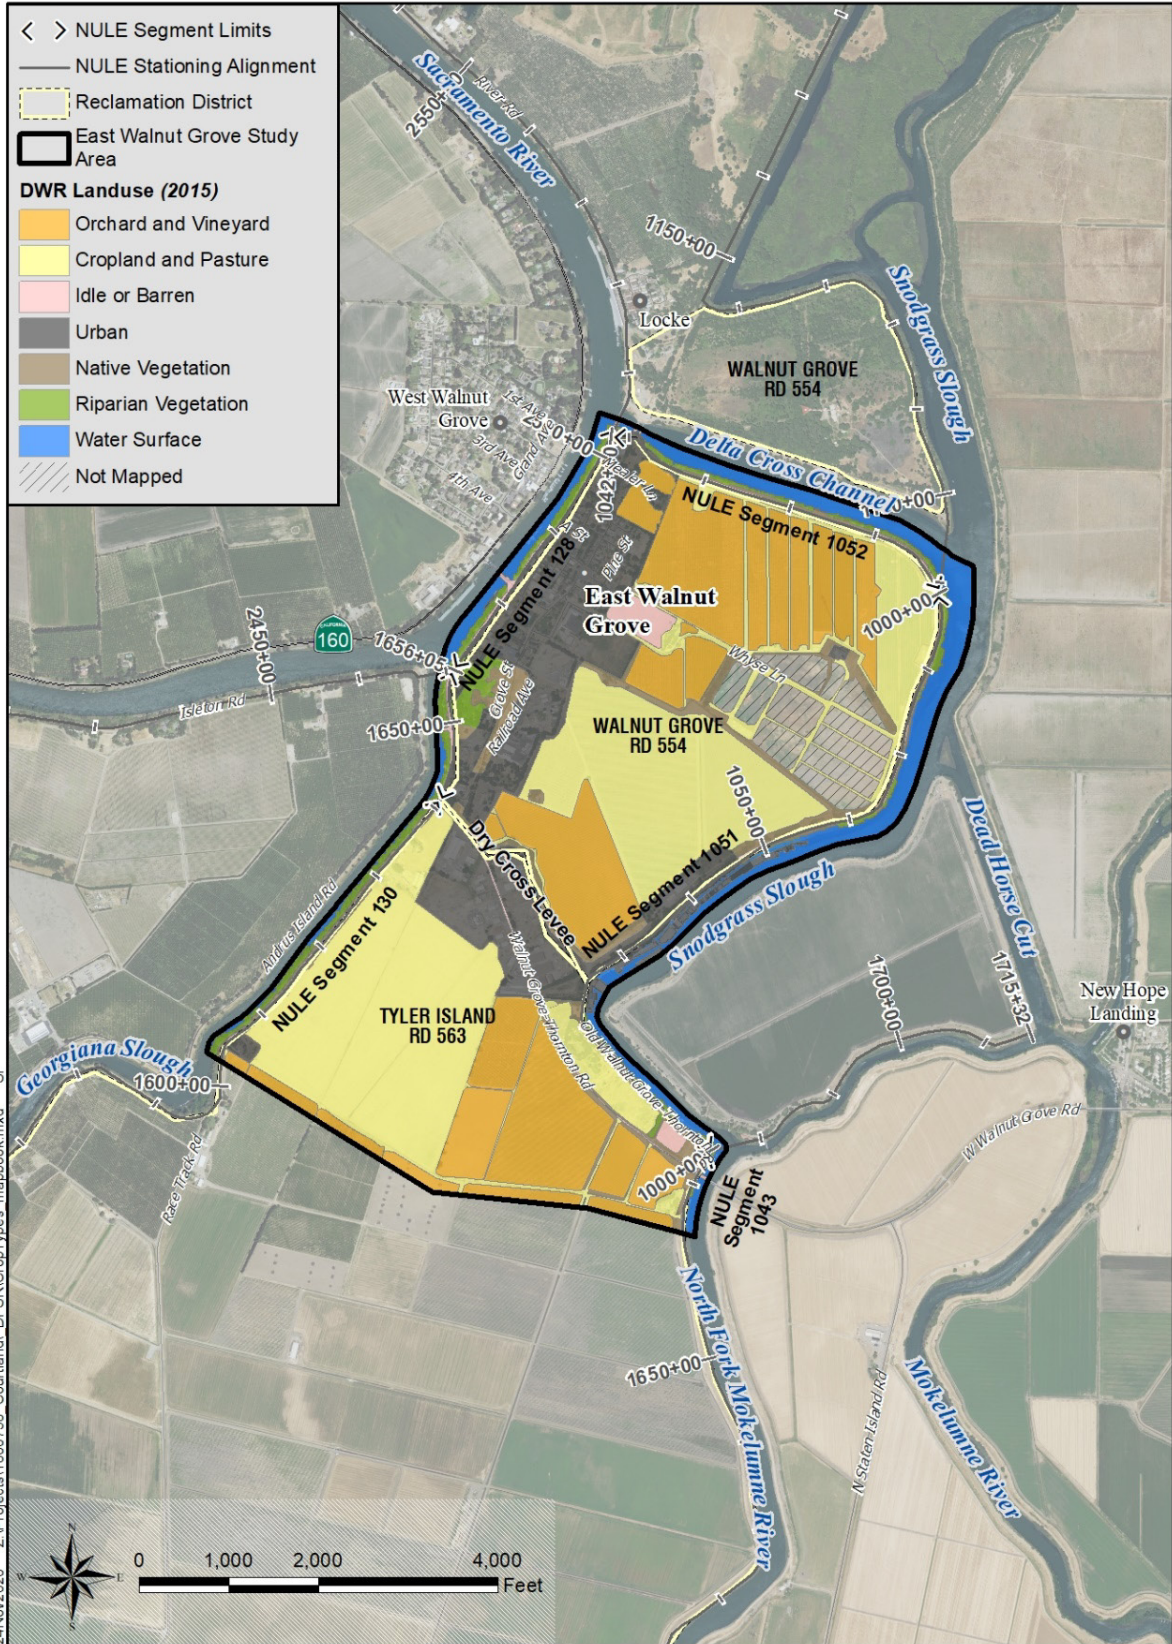 NULE Segment Limits
NULE Stationing Alignment
Reclamation District
East Walnut Grove Study
Area
DWR Landuse (2015)
Orchard and Vineyard
Cropland and Pasture
Idle or Barren
Urban
Native Vegetation
Riparian Vegetation
Water Surface
Not Mapped
Sacramento River
River Rd
1150+00
Snodgrass Slough
Locke
WALNUT GROVE
RD 554
West Walnut
Grove
1st Ave
Grand Ave
3rd Ave
4th Ave
Delta Cross Channel
NULE Segment 1052
A St
Pine St
NULE Segment 128
East Walnut
Grove
1000+00
CALIFORNIA
160
2450+00
1656+05
Isleton Rd
1650+00
Grove St
Railroad Ave
Whyse Ln
WALNUT GROVE
RD 554
1050+00
Dead Horse Cut
Dry Cross Levee
NULE Segment 1051
Snodgrass Slough
Andrus Island Rd
NULE Segment 130
TYLER ISLAND
RD 563
Walnut Grove-Thornton Rd
1700+00
1715+32
New Hope
Landing
Georgiana Slough
1600+00
Race Track Rd
W Walnut Grove Rd
1000+00
NULE
Segment
1043
North Fork Mokelumne River
1650+00
N Staten Island Rd
Mokelumne River
N
W
E
S
0
1,000
2,000
4,000
Feet